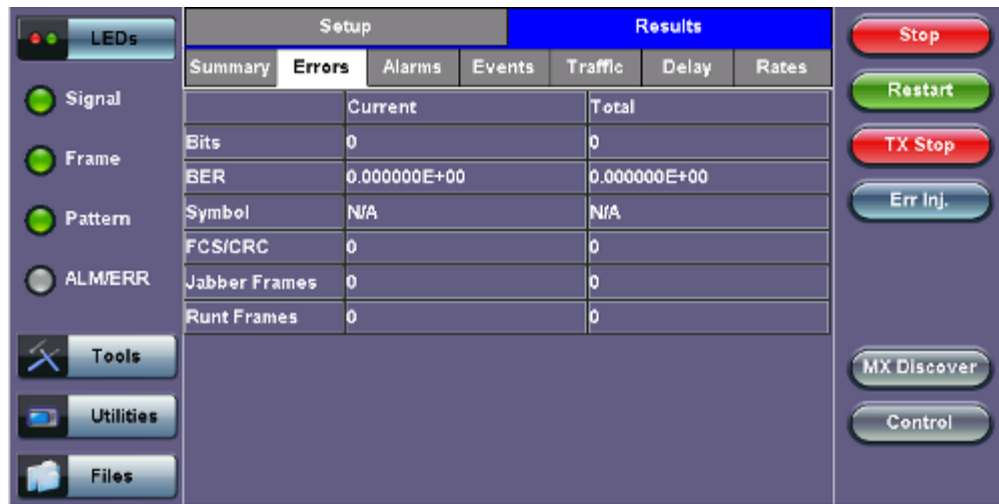 LEDs
Signal
Frame
Pattern
ALM/ERR
Tools
Utilities
Files
Setup Results
Summary Errors Alarms Events Traffic Delay Rates
Current Total
Bits 0 0
BER 0.000000E+00 0.000000E+00
Symbol N/A N/A
FCS/CRC 0 0
Jabber Frames 0 0
Runt Frames 0 0
Stop
Restart
TX Stop
Err Inj.
MX Discover
Control